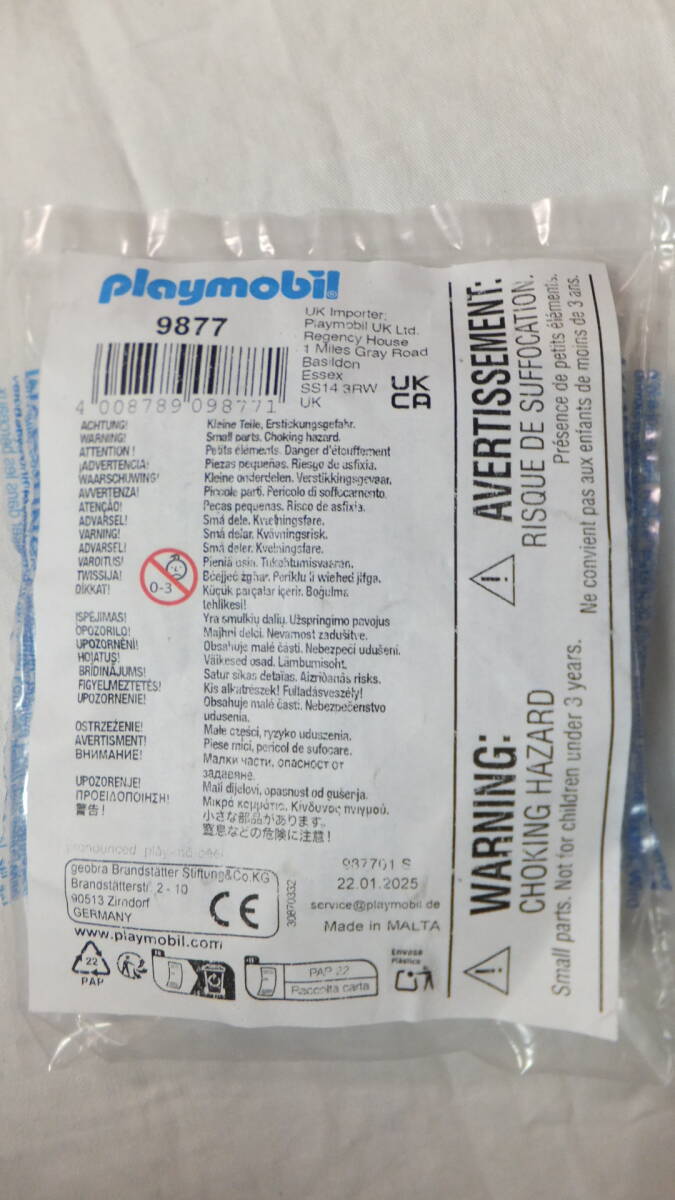 playmobil
9877
4 008789 098771
UK Importer:
Playmobil UK Ltd.
Regency House
1 Miles Gray Road
Basildon
Essex
SS14 3RW
UK
UK
CA
ACHTUNG! Kleine Teile, Erstickungsgefahr.
WARNING! Small parts. Choking hazard.
ATTENTION ! Petits éléments. Danger d'étouffement
¡ADVERTENCIA! Piezas pequeñas. Riesgo de asfixia.
WAARSCHUWING! Kleine onderdelen. Verstikkingsgevaar.
AVVERTENZA! Piccole parti. Pericolo di soffocamento.
ATENÇÃO! Peças pequenas. Risco de asfixia.
ADVARSEL! Små dele. Kvælningsfare.
VARNING! Små delar. Kvävningsrisk.
ADVARSEL! Små deler. Kvelningsfare.
VAROITUS! Pieniä osia. Tukehtumisvaaran.
TWISSIJA! Bċejjeċ żgħar. Periklu li wieħed jifga.
DİKKAT! Küçük parçalar içerir. Boğulma
tehlikesi!
0-3
ISPĖJIMAS! Yra smulkių dalių. Užspringimo pavojus
OPOZORILO! Majhni delci. Nevarnost zadušitve.
UPOZORNĚNÍ! Obsahuje malé části. Nebezpečí udušení.
HOIATUS! Väikesed osad. Lämbumisoht.
BRĪDINĀJUMS! Satur sīkas detaļas. Aizrīšanās risks.
FIGYELMEZTETÉS! Kis alkatrészek! Fulladásveszély!
UPOZORNENIE! Obsahuje malé časti. Nebezpečenstvo
udusenia.
OSTRZEŻENIE! Małe części, ryzyko uduszenia.
AVERTISMENT! Piese mici, pericol de sufocare.
ВНИМАНИЕ! Малки части, опасност от
задавяне.
UPOZORENJE! Mali dijelovi, opasnost od gušenja.
ΠΡΟΕΙΔΟΠΟΙΗΣΗ! Μικρά κομμάτια. Κίνδυνος πνιγμού.
警告! 小さな部品があります。
窒息などの危険に注意!
pronounced play-mo-beel
geobra Brandstätter Stiftung&Co.KG
Brandstätterstr. 2 - 10
90513 Zirndorf
GERMANY
CE
30870332
987701 S
22.01.2025
service@playmobil.de
Made in MALTA
www.playmobil.com
22
PAP
PAP 22
Raccolta carta
Envase
Plástico
AVERTISSEMENT:
RISQUE DE SUFFOCATION.
Présence de petits éléments.
Ne convient pas aux enfants de moins de 3 ans.
WARNING:
CHOKING HAZARD
Small parts. Not for children under 3 years.